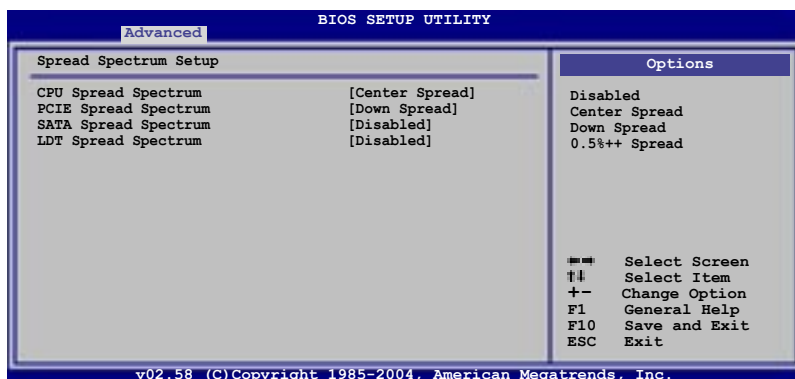 BIOS SETUP UTILITY
Advanced
Spread Spectrum Setup
CPU Spread Spectrum [Center Spread]
PCIE Spread Spectrum [Down Spread]
SATA Spread Spectrum [Disabled]
LDT Spread Spectrum [Disabled]
Options
Disabled
Center Spread
Down Spread
0.5%++ Spread
Select Screen
↑↓ Select Item
+- Change Option
F1 General Help
F10 Save and Exit
ESC Exit
v02.58 (C)Copyright 1985-2004, American Megatrends, Inc.